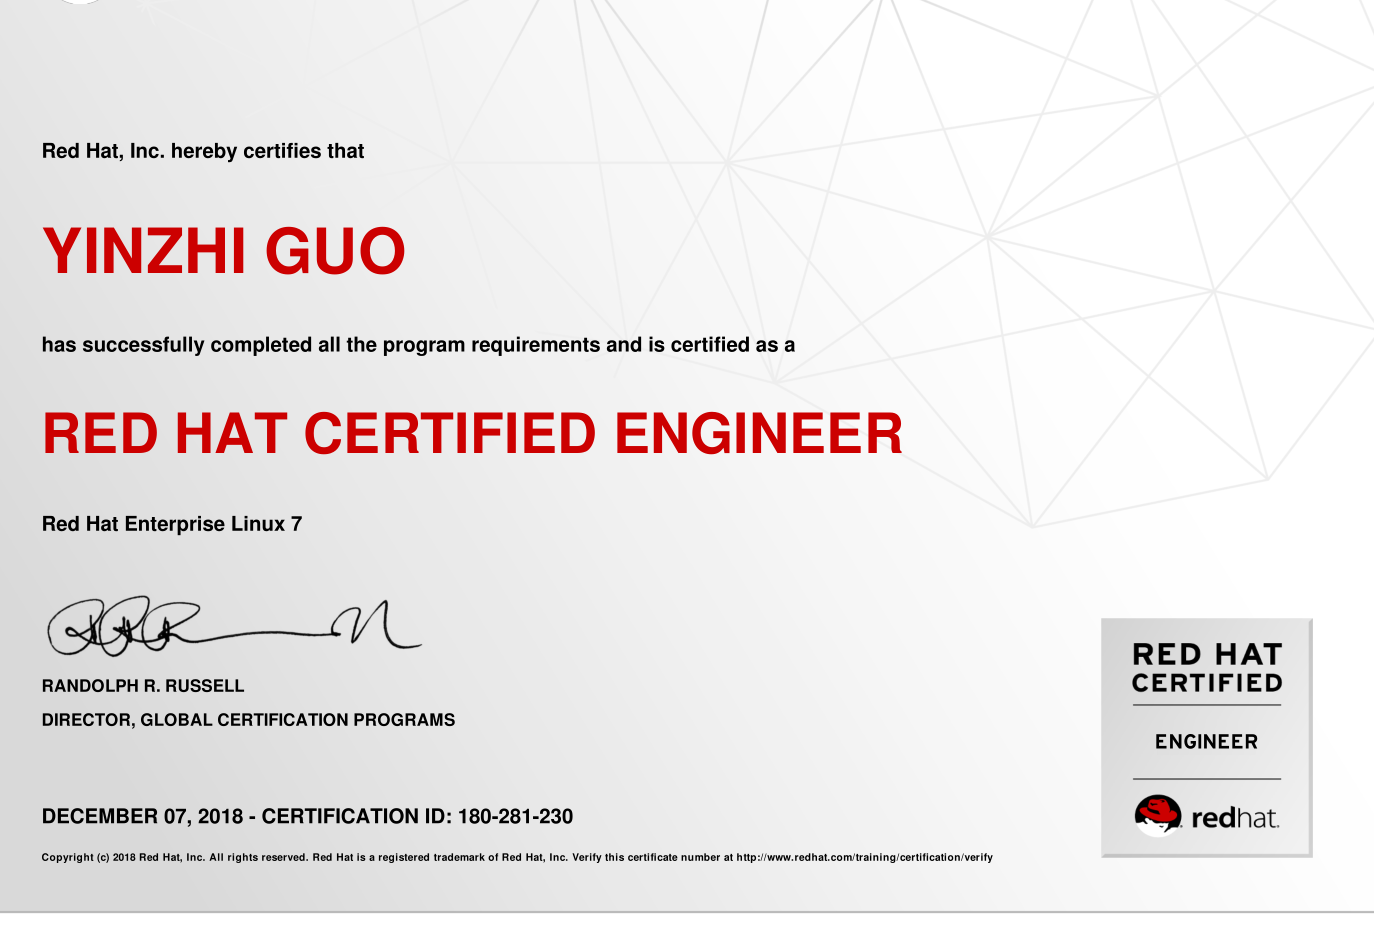 Red Hat, Inc. hereby certifies that
YINZHI GUO
has successfully completed all the program requirements and is certified as a
RED HAT CERTIFIED ENGINEER
Red Hat Enterprise Linux 7
RANDOLPH R. RUSSELL
DIRECTOR, GLOBAL CERTIFICATION PROGRAMS
DECEMBER 07, 2018 - CERTIFICATION ID: 180-281-230
Copyright (c) 2018 Red Hat, Inc. All rights reserved. Red Hat is a registered trademark of Red Hat, Inc. Verify this certificate number at http://www.redhat.com/training/certification/verify
RED HAT
CERTIFIED
ENGINEER
redhat.